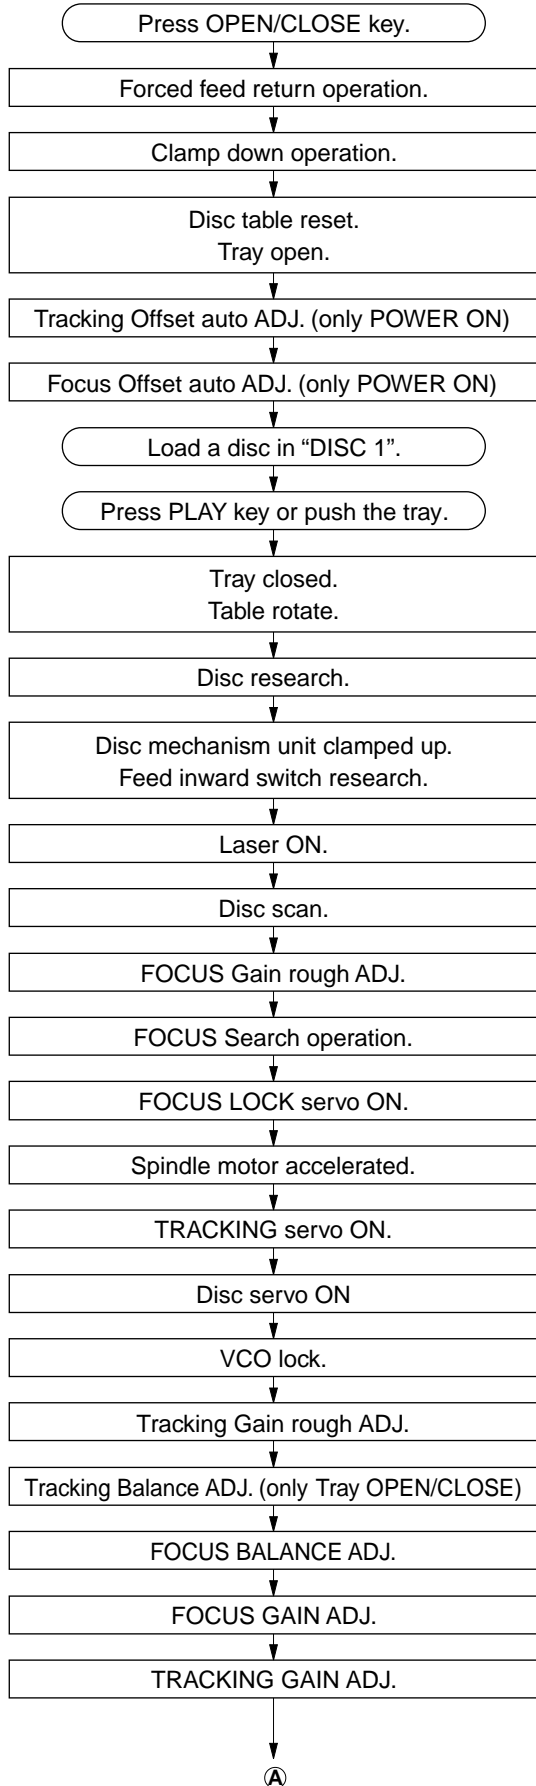 Press OPEN/CLOSE key.
Forced feed return operation.
Clamp down operation.
Disc table reset.
Tray open.
Tracking Offset auto ADJ. (only POWER ON)
Focus Offset auto ADJ. (only POWER ON)
Load a disc in “DISC 1”.
Press PLAY key or push the tray.
Tray closed.
Table rotate.
Disc research.
Disc mechanism unit clamped up.
Feed inward switch research.
Laser ON.
Disc scan.
FOCUS Gain rough ADJ.
FOCUS Search operation.
FOCUS LOCK servo ON.
Spindle motor accelerated.
TRACKING servo ON.
Disc servo ON
VCO lock.
Tracking Gain rough ADJ.
Tracking Balance ADJ. (only Tray OPEN/CLOSE)
FOCUS BALANCE ADJ.
FOCUS GAIN ADJ.
TRACKING GAIN ADJ.
A